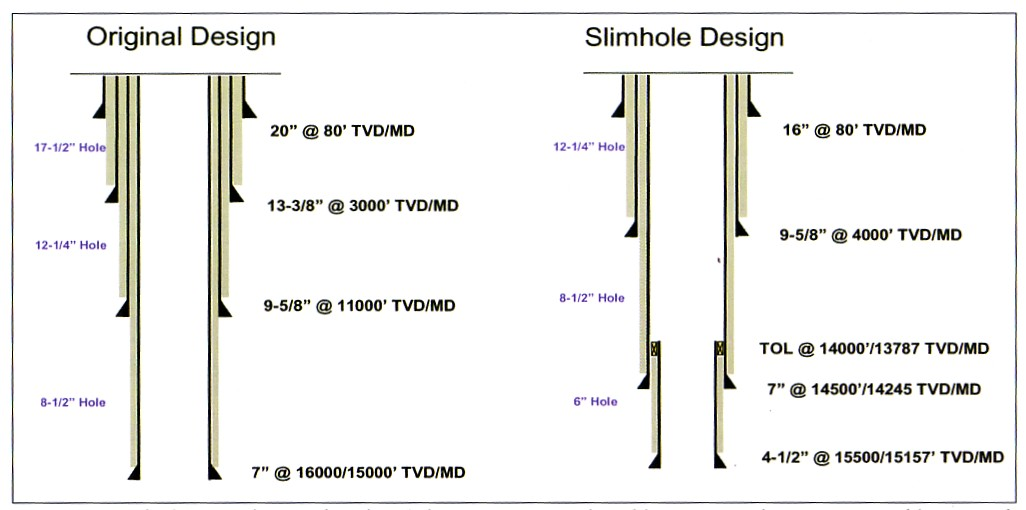 Original Design
20” @ 80’ TVD/MD
17-1/2” Hole
13-3/8” @ 3000’ TVD/MD
12-1/4” Hole
9-5/8” @ 11000’ TVD/MD
8-1/2” Hole
7” @ 16000/15000’ TVD/MD
Slimhole Design
16” @ 80’ TVD/MD
12-1/4” Hole
9-5/8” @ 4000’ TVD/MD
8-1/2” Hole
TOL @ 14000’/13787 TVD/MD
7” @ 14500’/14245 TVD/MD
6” Hole
4-1/2” @ 15500/15157’ TVD/MD